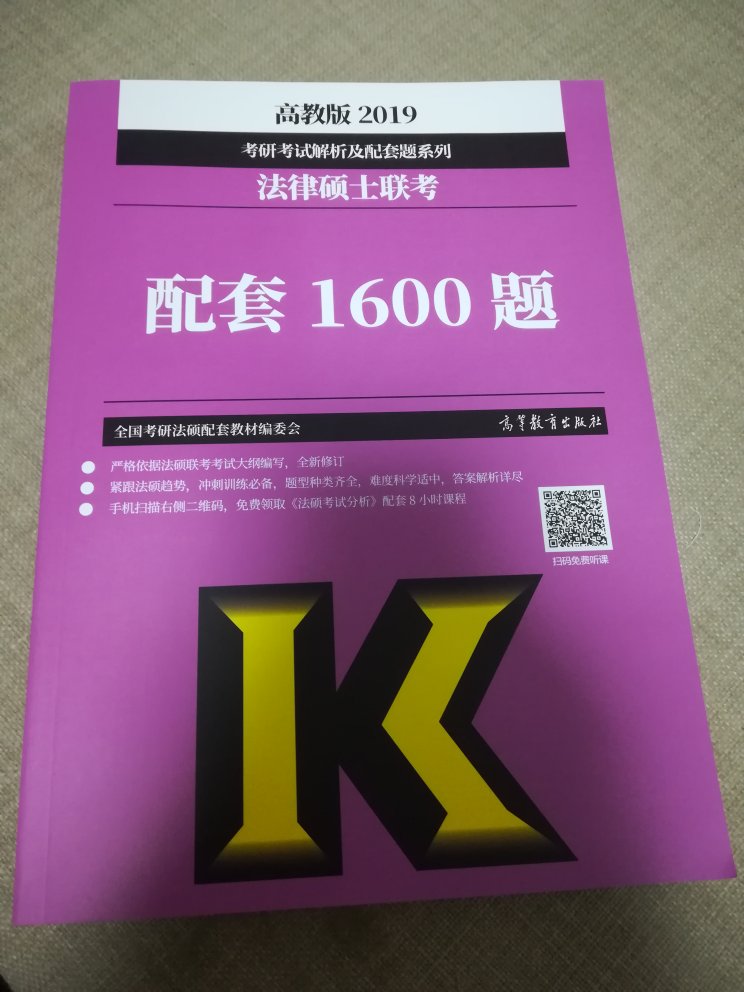 高教版 2019
考研考试解析及配套题系列
法律硕士联考
配套 1600 题
全国考研法硕配套教材编委会
高等教育出版社
严格依据法硕联考考试大纲编写，全新修订
紧跟法硕趋势，冲刺训练必备，题型种类齐全，难度科学适中，答案解析详尽
手机扫描右侧二维码，免费领取《法硕考试分析》配套 8 小时课程
扫码免费听课
K